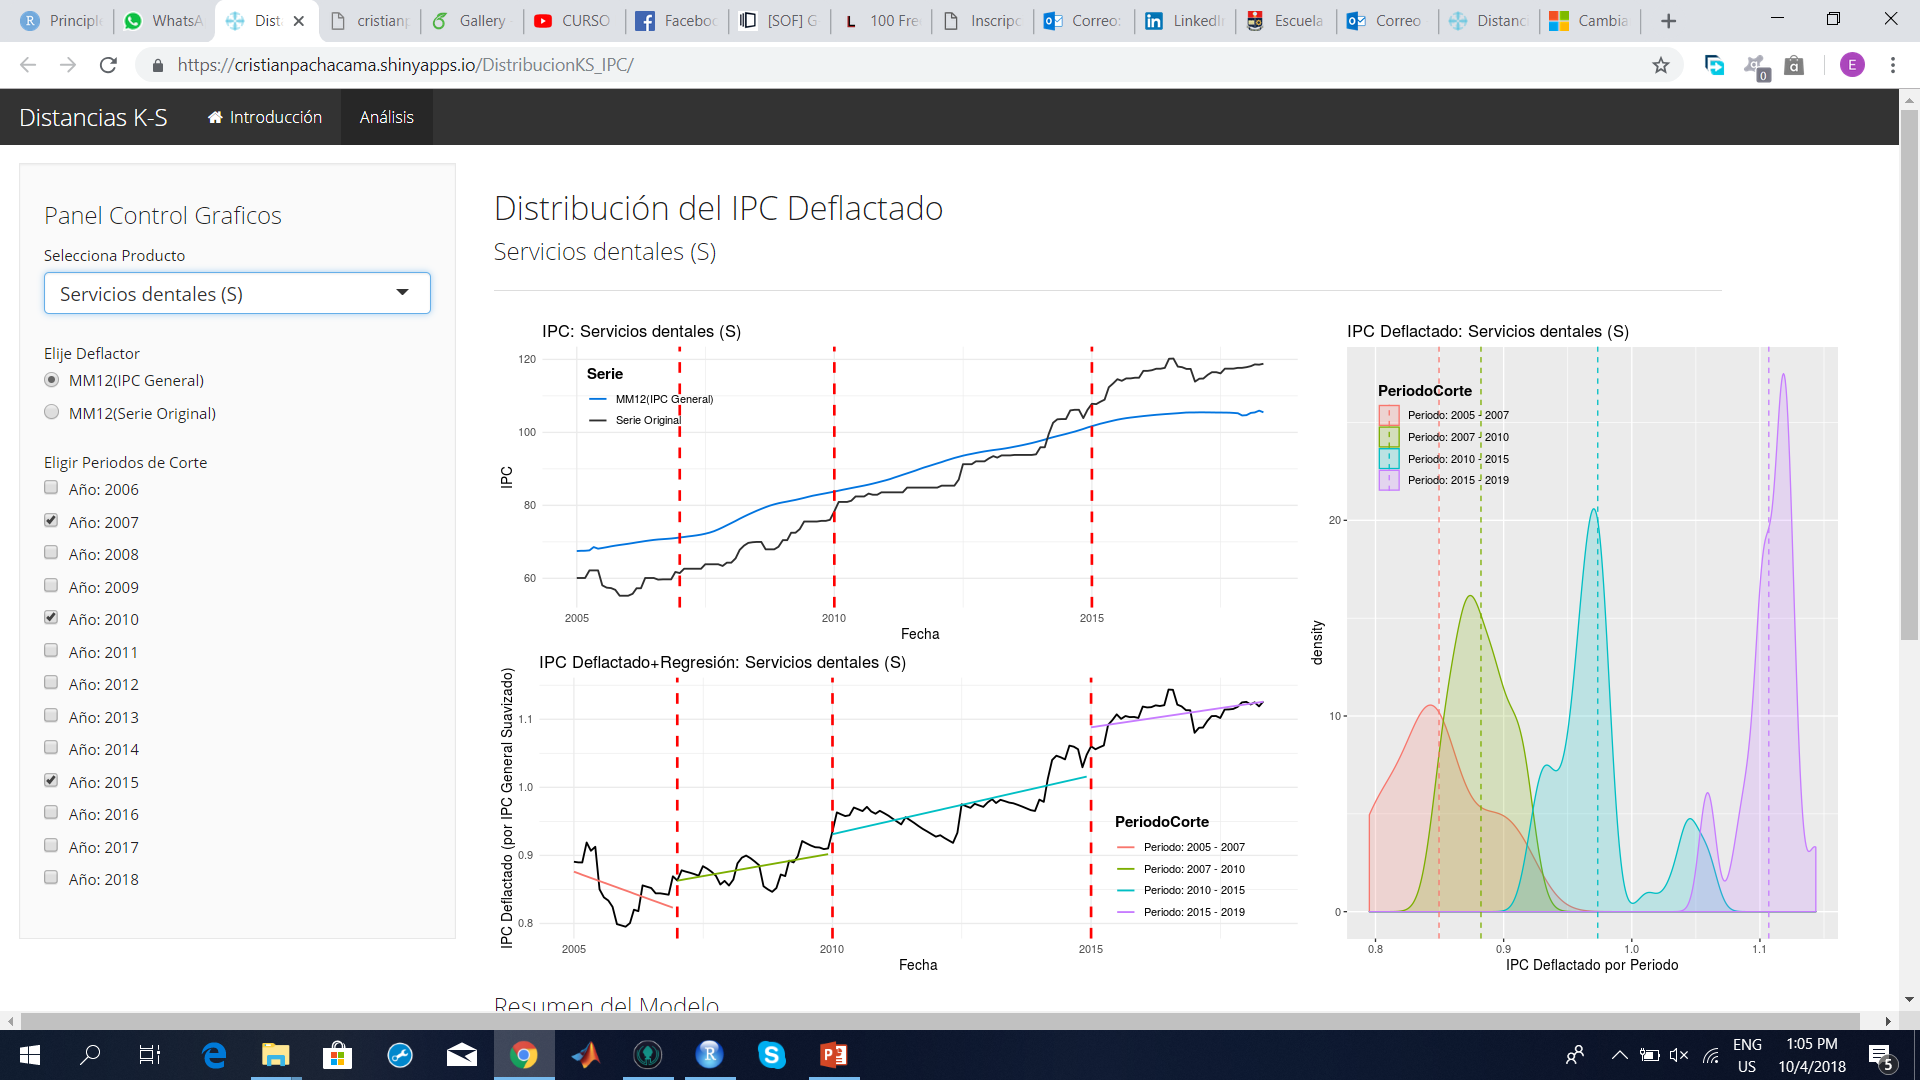 Principle
WhatsA
Dist
cristianp
Gallery
CURSO
Facebo
[SOF] G
100 Fre
Inscripc
Correo:
LinkedI
Escuela
Correo
Distanc
Cambia
https://cristianpachacama.shinyapps.io/DistribucionKS_IPC/
0
E
Distancias K-S
Introducción
Análisis
Panel Control Graficos
Selecciona Producto
Servicios dentales (S)
Elije Deflactor
MM12(IPC General)
MM12(Serie Original)
Eligir Periodos de Corte
Año: 2006
Año: 2007
Año: 2008
Año: 2009
Año: 2010
Año: 2011
Año: 2012
Año: 2013
Año: 2014
Año: 2015
Año: 2016
Año: 2017
Año: 2018
Distribución del IPC Deflactado
Servicios dentales (S)
IPC: Servicios dentales (S)
Serie
MM12(IPC General)
Serie Original
120
100
80
60
IPC
2005
2010
2015
Fecha
IPC Deflactado+Regresión: Servicios dentales (S)
IPC Deflactado (por IPC General Suavizado)
1.1
1.0
0.9
0.8
PeriodoCorte
Periodo: 2005 - 2007
Periodo: 2007 - 2010
Periodo: 2010 - 2015
Periodo: 2015 - 2019
2005
2010
2015
Fecha
IPC Deflactado: Servicios dentales (S)
PeriodoCorte
Periodo: 2005 - 2007
Periodo: 2007 - 2010
Periodo: 2010 - 2015
Periodo: 2015 - 2019
20
10
0
density
0.8
0.9
1.0
1.1
IPC Deflactado por Periodo
Resumen del Modelo
ENG
US
1:05 PM
10/4/2018
5